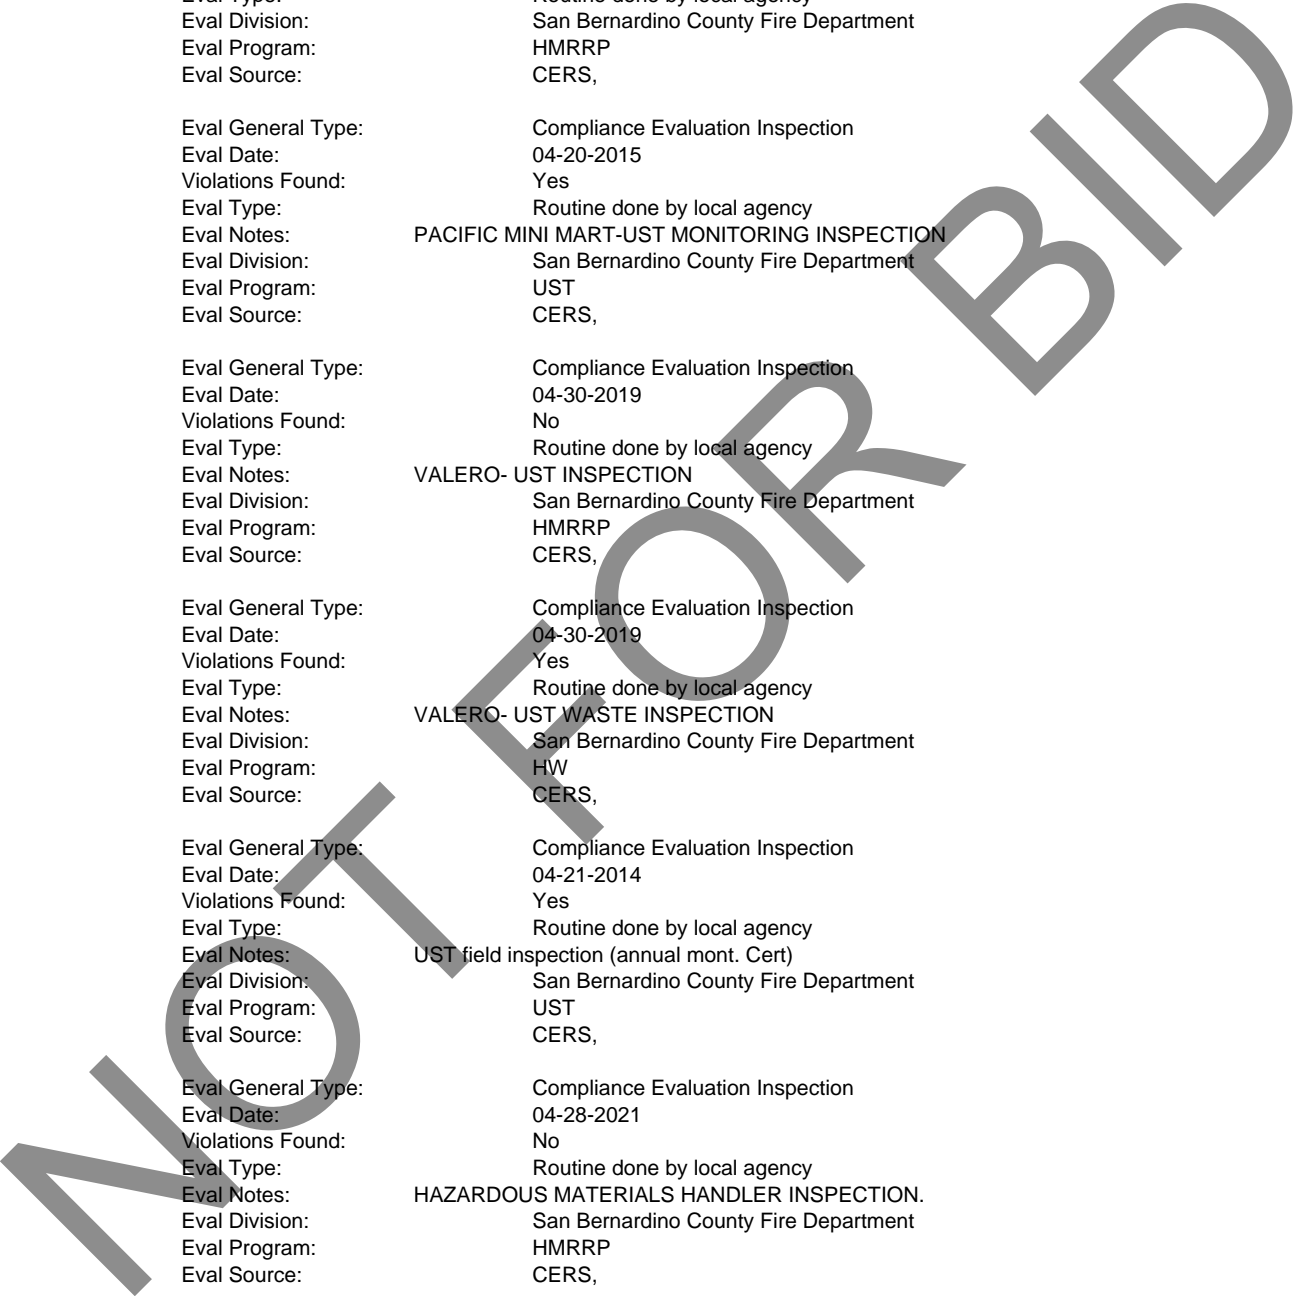 Eval Type: Routine done by local agency
Eval Division: San Bernardino County Fire Department
Eval Program: HMRRP
Eval Source: CERS,
Eval General Type: Compliance Evaluation Inspection
Eval Date: 04-20-2015
Violations Found: Yes
Eval Type: Routine done by local agency
Eval Notes: PACIFIC MINI MART-UST MONITORING INSPECTION
Eval Division: San Bernardino County Fire Department
Eval Program: UST
Eval Source: CERS,
Eval General Type: Compliance Evaluation Inspection
Eval Date: 04-30-2019
Violations Found: No
Eval Type: Routine done by local agency
Eval Notes: VALERO- UST INSPECTION
Eval Division: San Bernardino County Fire Department
Eval Program: HMRRP
Eval Source: CERS,
Eval General Type: Compliance Evaluation Inspection
Eval Date: 04-30-2019
Violations Found: Yes
Eval Type: Routine done by local agency
Eval Notes: VALERO- UST WASTE INSPECTION
Eval Division: San Bernardino County Fire Department
Eval Program: HW
Eval Source: CERS,
Eval General Type: Compliance Evaluation Inspection
Eval Date: 04-21-2014
Violations Found: Yes
Eval Type: Routine done by local agency
Eval Notes: UST field inspection (annual mont. Cert)
Eval Division: San Bernardino County Fire Department
Eval Program: UST
Eval Source: CERS,
Eval General Type: Compliance Evaluation Inspection
Eval Date: 04-28-2021
Violations Found: No
Eval Type: Routine done by local agency
Eval Notes: HAZARDOUS MATERIALS HANDLER INSPECTION.
Eval Division: San Bernardino County Fire Department
Eval Program: HMRRP
Eval Source: CERS,
NOT FOR BID